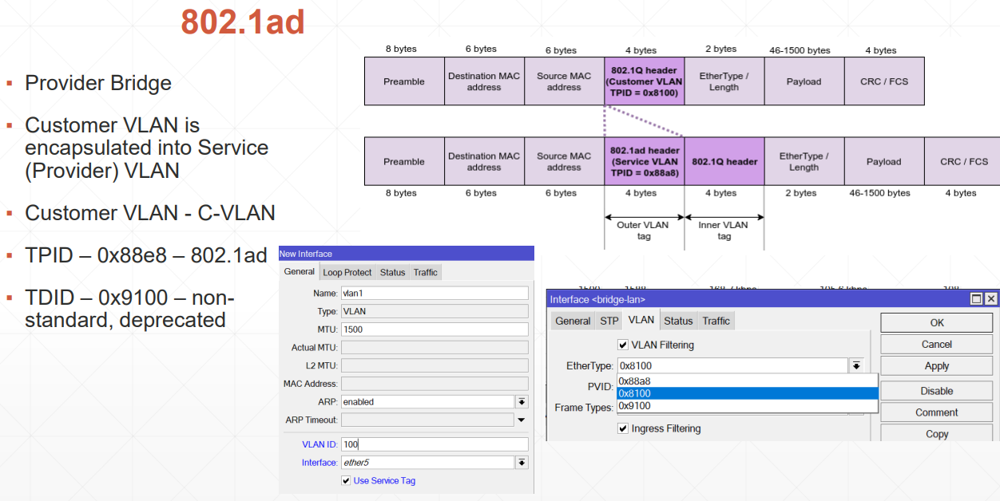 802.1ad
▪ Provider Bridge
▪ Customer VLAN is
encapsulated into Service
(Provider) VLAN
▪ Customer VLAN - C-VLAN
▪ TPID – 0x88e8 – 802.1ad
▪ TDID – 0x9100 – non-
standard, deprecated
8 bytes 6 bytes 6 bytes 4 bytes 2 bytes 46-1500 bytes 4 bytes
Preamble
Destination MAC
address
Source MAC
address
802.1Q header
(Customer VLAN
TPID = 0x8100)
EtherType /
Length
Payload
CRC / FCS
Preamble
Destination MAC
address
Source MAC
address
802.1ad header
(Service VLAN
TPID = 0x88a8)
802.1Q header
EtherType /
Length
Payload
CRC / FCS
8 bytes 6 bytes 6 bytes 4 bytes 4 bytes 2 bytes 46-1500 bytes 4 bytes
Outer VLAN
tag
Inner VLAN
tag
New Interface
General Loop Protect Status Traffic
Name: vlan1
Type: VLAN
MTU: 1500
Actual MTU:
L2 MTU:
MAC Address:
ARP: enabled
ARP Timeout:
VLAN ID: 100
Interface: ether5
Use Service Tag
Interface <bridge-lan>
General STP VLAN Status Traffic
VLAN Filtering
EtherType: 0x8100
0x88a8
PVID: 0x8100
Frame Types: 0x9100
Ingress Filtering
OK
Cancel
Apply
Disable
Comment
Copy